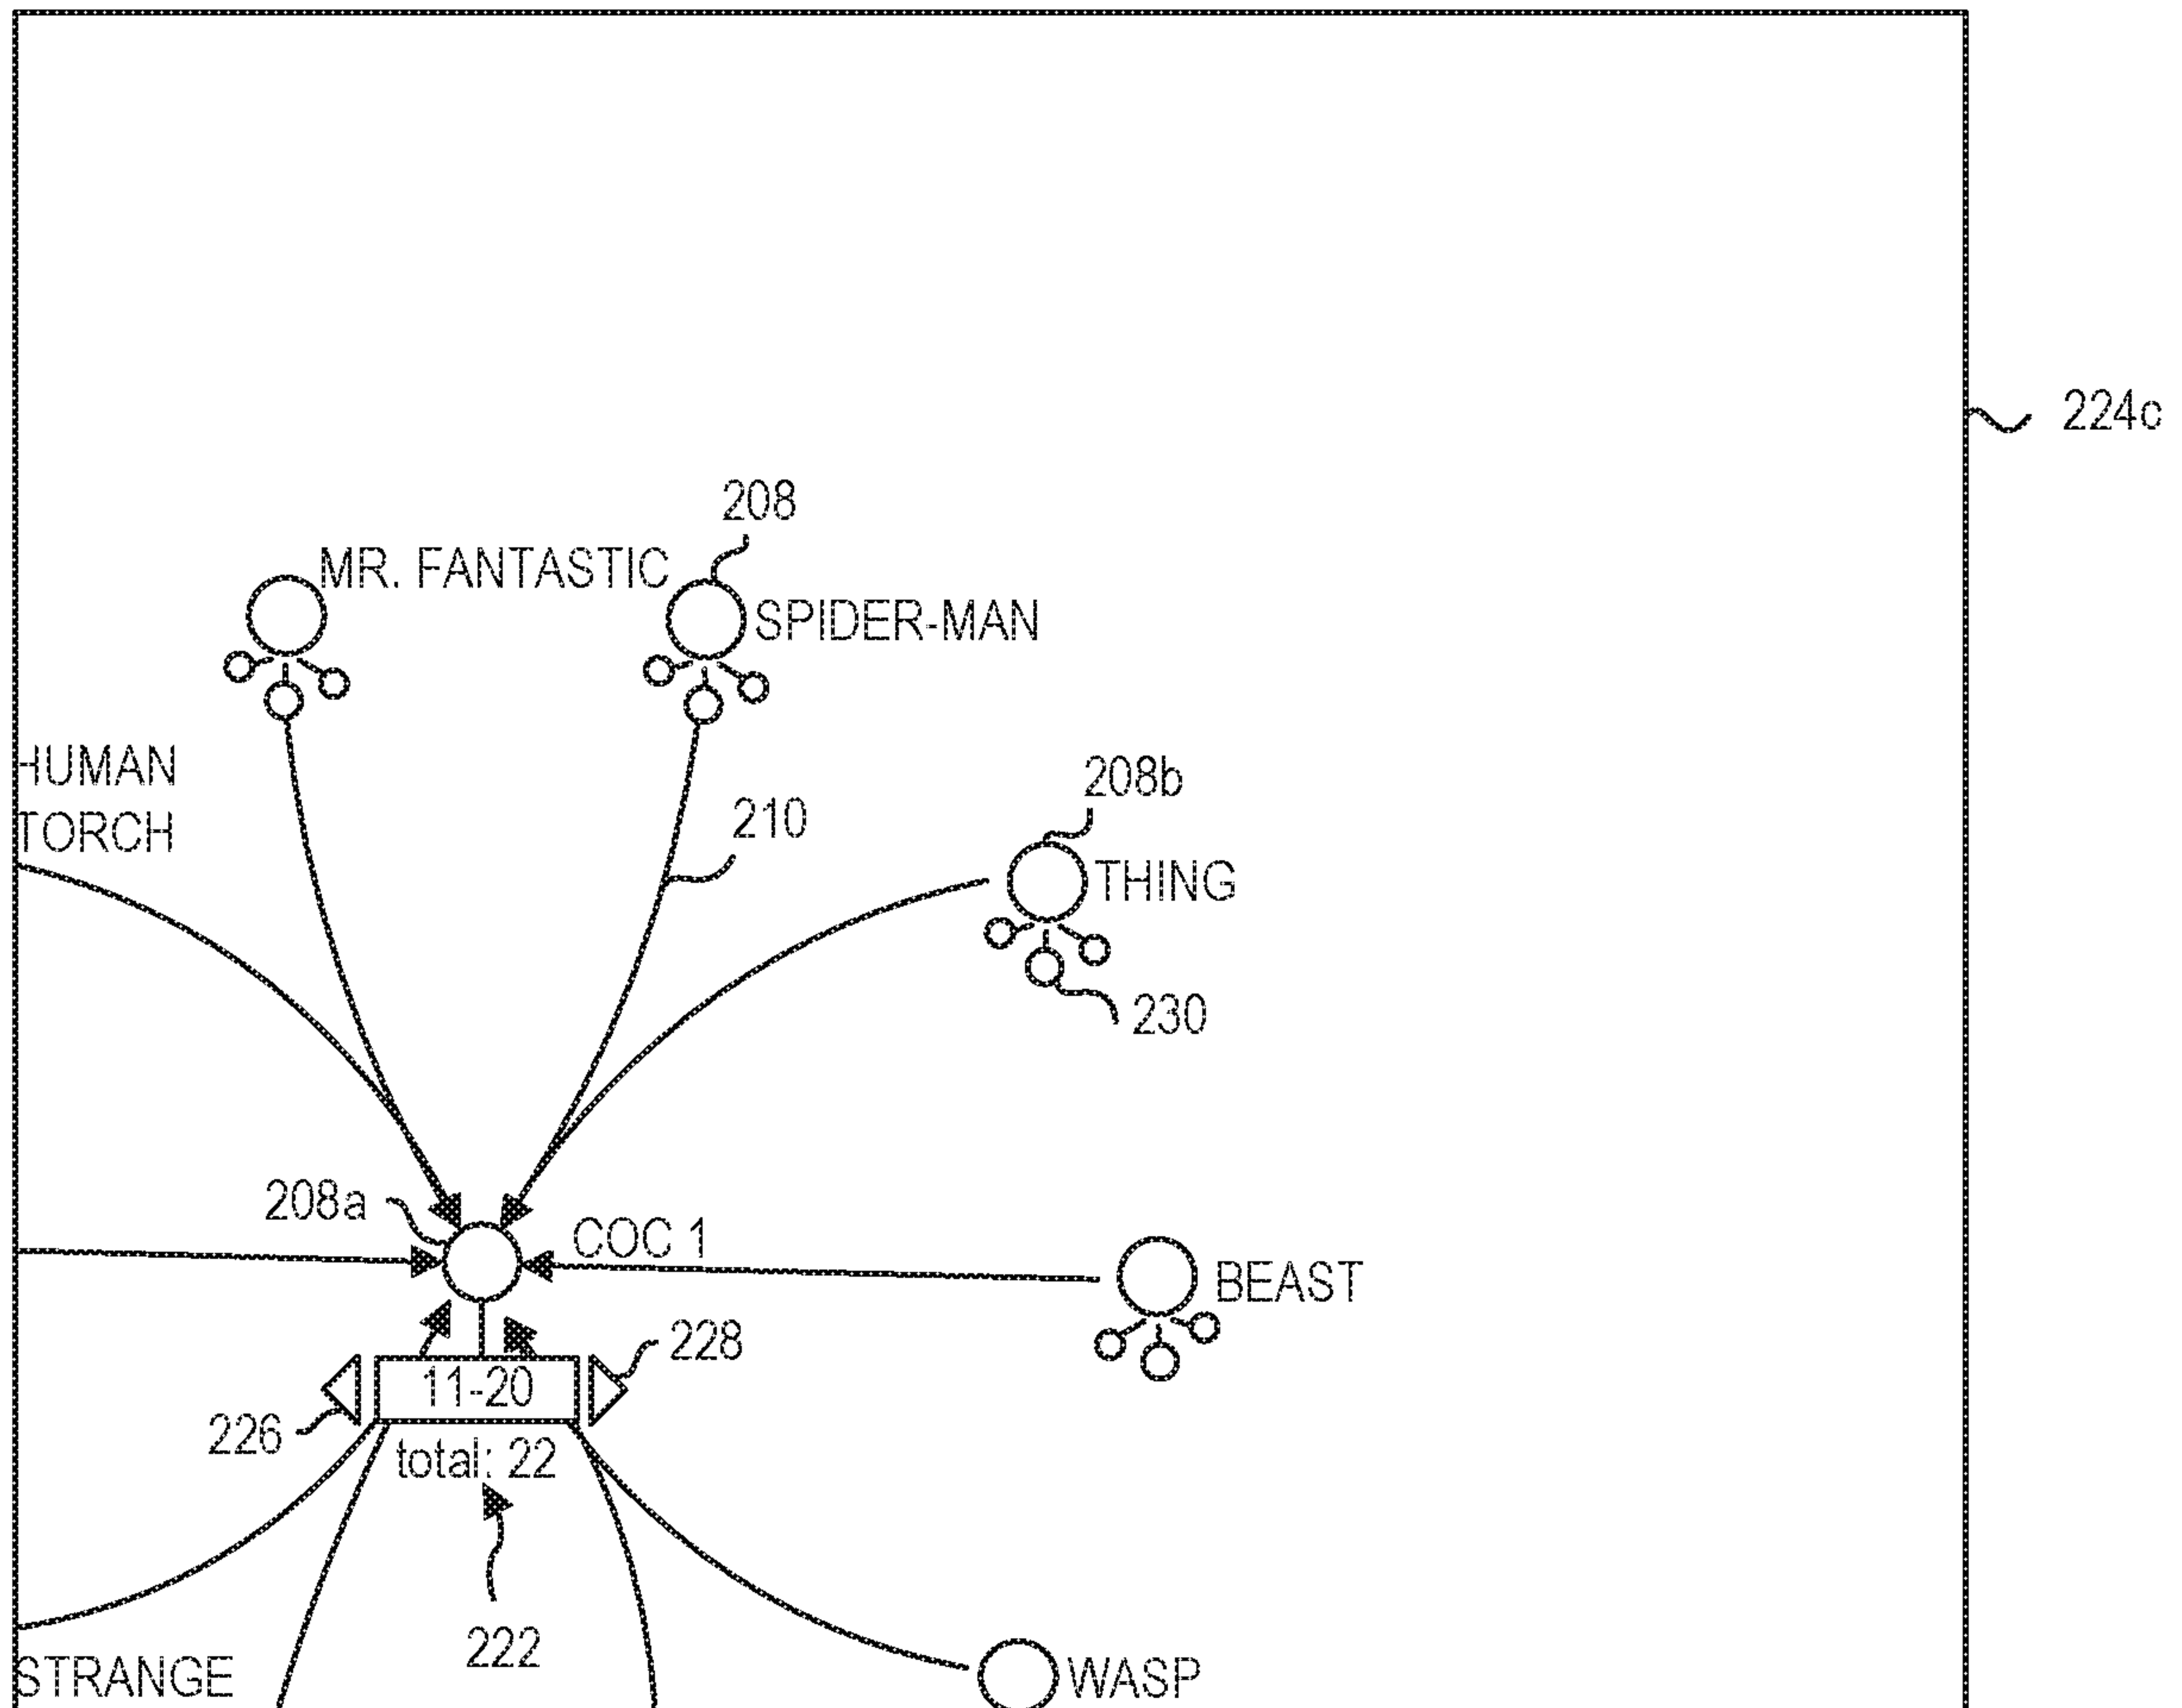 224c
208
MR. FANTASTIC
SPIDER-MAN
HUMAN
TORCH
208b
210
THING
230
208a
COC 1
BEAST
228
11-20
226
total: 22
222
STRANGE
WASP